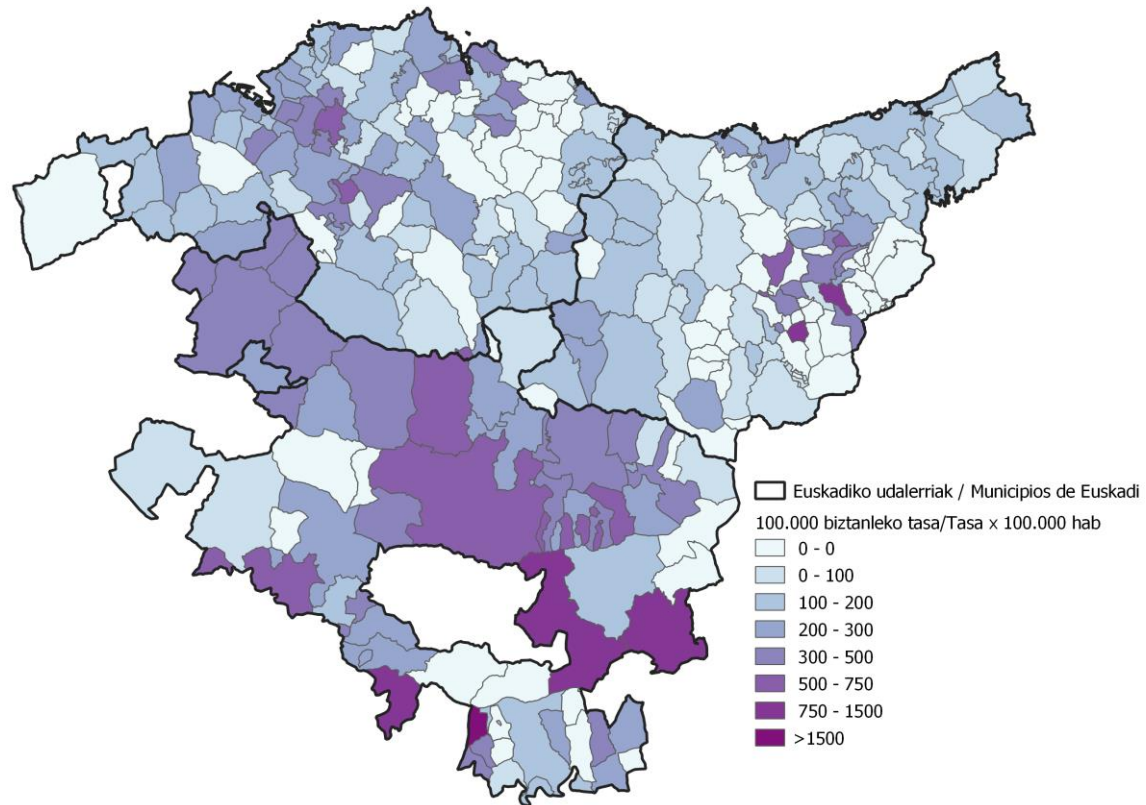 Euskadiko udalerriak / Municipios de Euskadi
100.000 biztanleko tasa/Tasa x 100.000 hab
0 - 0
0 - 100
100 - 200
200 - 300
300 - 500
500 - 750
750 - 1500
>1500